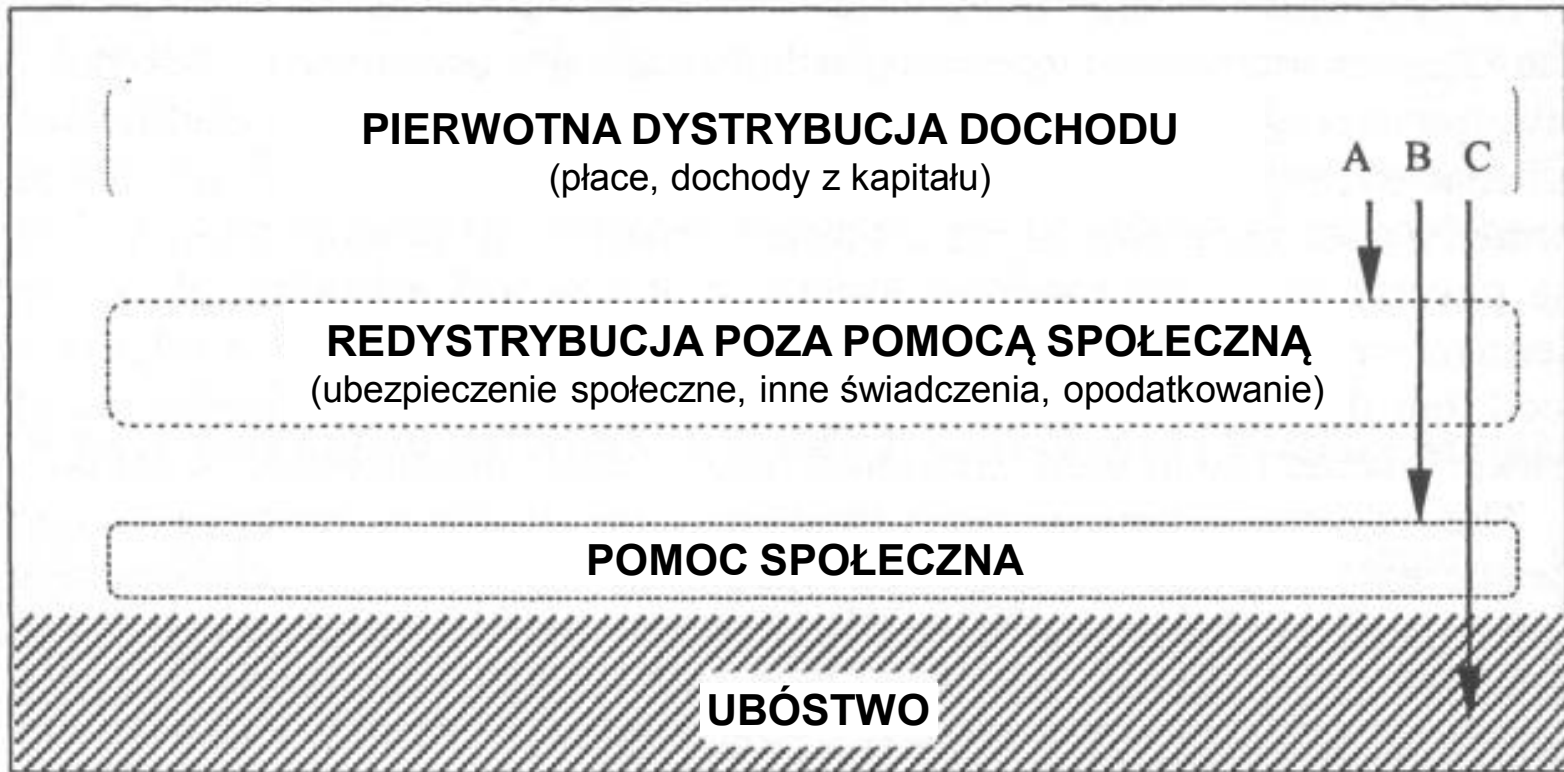 PIERWOTNA DYSTRYBUCJA DOCHODU
(płace, dochody z kapitału)
A B C
REDYSTRYBUCJA POZA POMOCĄ SPOŁECZNĄ
(ubezpieczenie społeczne, inne świadczenia, opodatkowanie)
POMOC SPOŁECZNA
UBÓSTWO